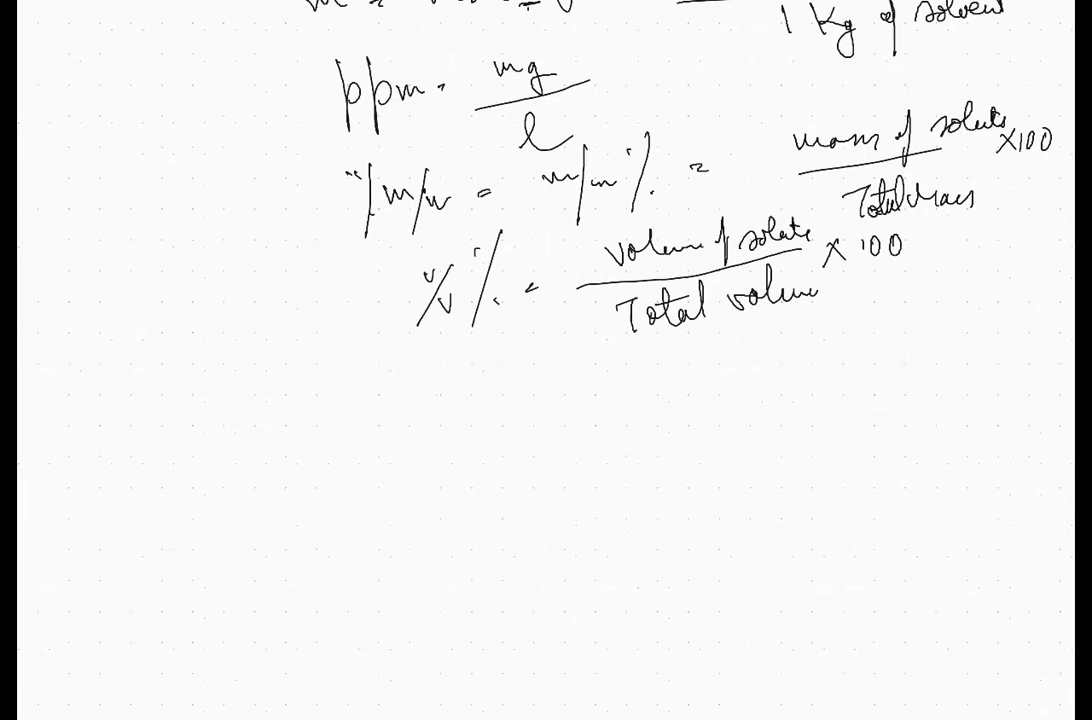 1 Kg of solvent
ppm = mg / l
% m/m = m/m % = mass of solute / Total Mass × 100
v/v % = volume of solute / Total volume × 100